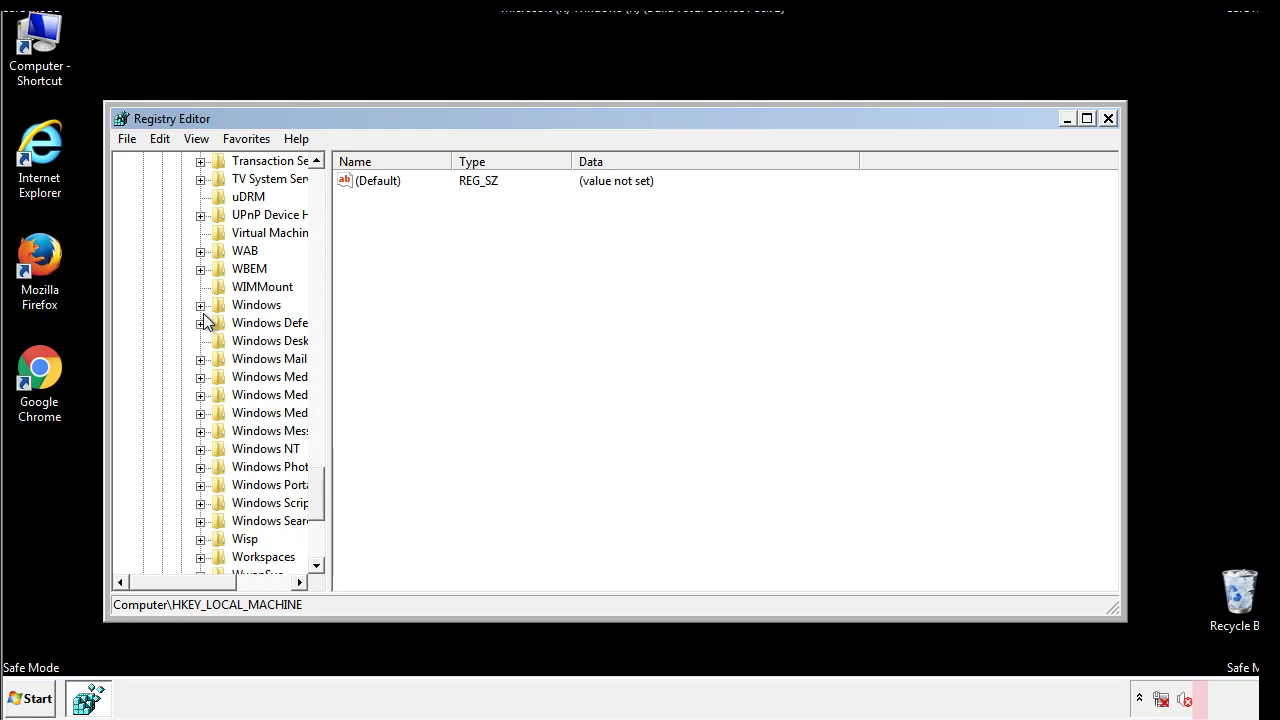 Computer -
Shortcut
Internet
Explorer
Mozilla
Firefox
Google
Chrome
Registry Editor
File Edit View Favorites Help
Transaction Se
TV System Serv
uDRM
UPnP Device H
Virtual Machin
WAB
WBEM
WIMMount
Windows
Windows Defe
Windows Desk
Windows Mail
Windows Med
Windows Med
Windows Med
Windows Mess
Windows NT
Windows Phot
Windows Porta
Windows Scrip
Windows Sear
Wisp
Workspaces
Name Type Data
ab (Default) REG_SZ (value not set)
Computer\HKEY_LOCAL_MACHINE
Recycle B
Safe Mode
Safe M
Start